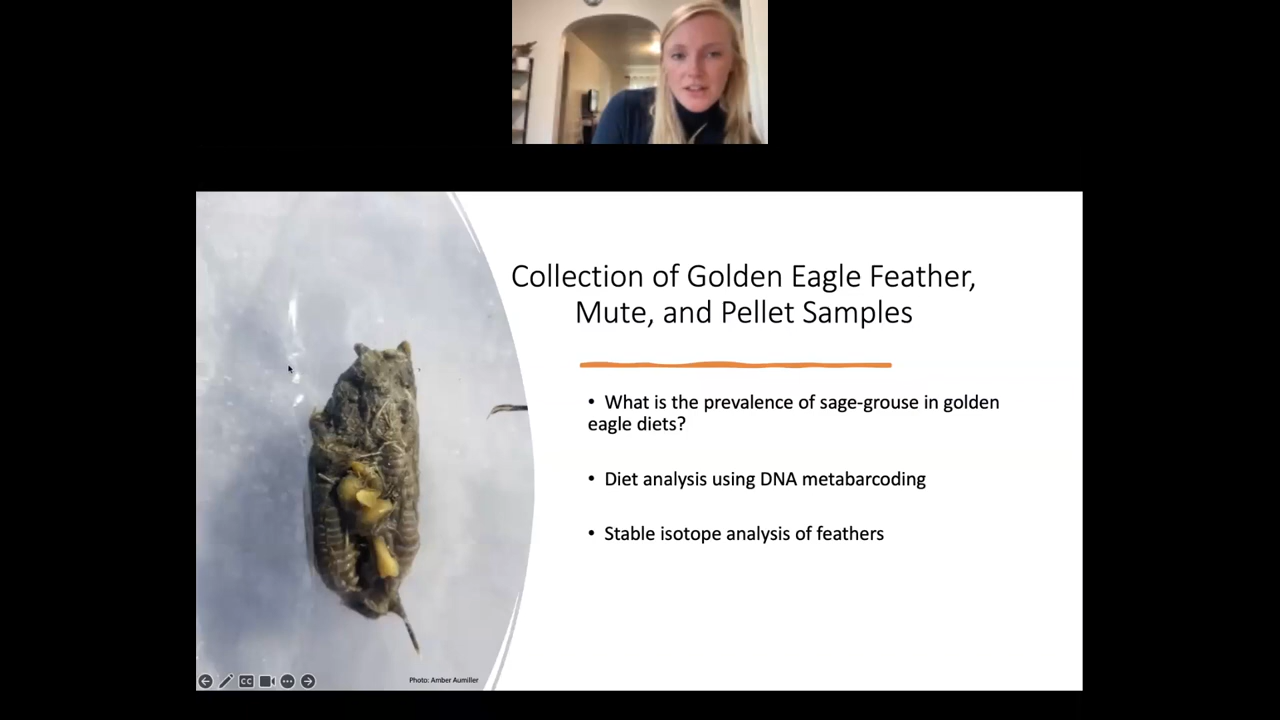 Collection of Golden Eagle Feather,
Mute, and Pellet Samples
• What is the prevalence of sage-grouse in golden
eagle diets?
• Diet analysis using DNA metabarcoding
• Stable isotope analysis of feathers
CC
Photo: Amber Aumiller